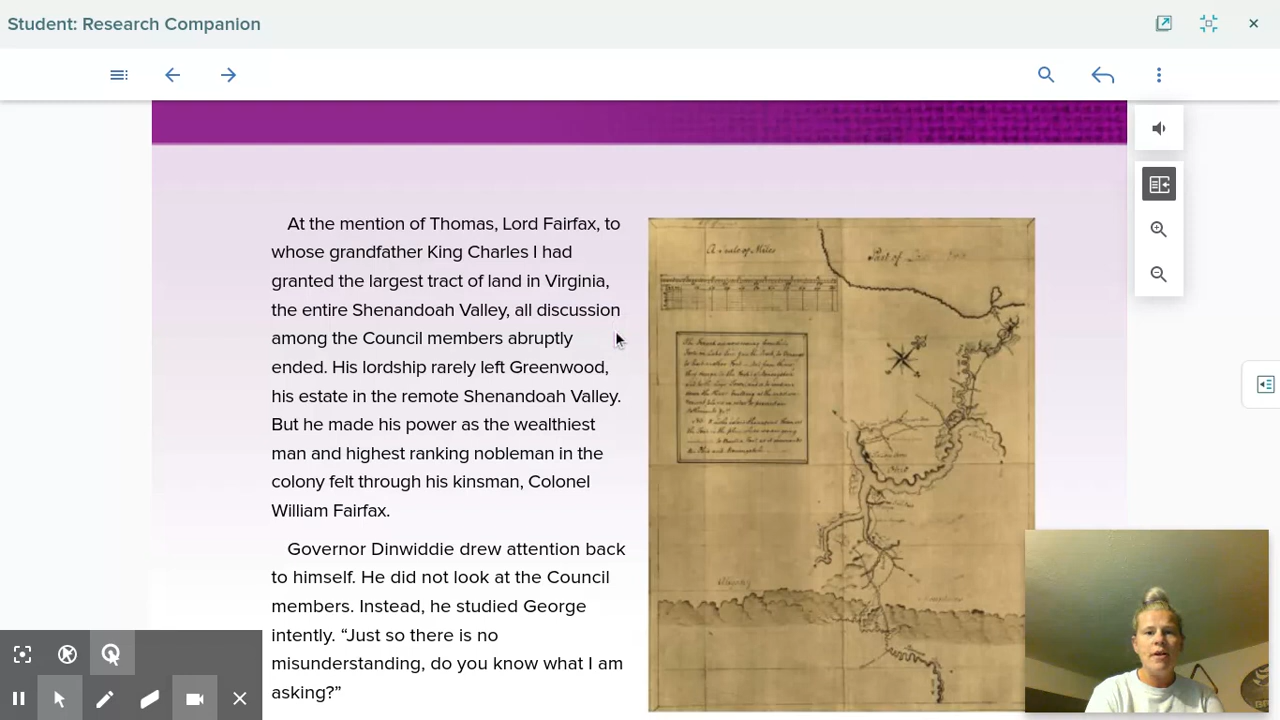 Student: Research Companion
At the mention of Thomas, Lord Fairfax, to
whose grandfather King Charles I had
granted the largest tract of land in Virginia,
the entire Shenandoah Valley, all discussion
among the Council members abruptly
ended. His lordship rarely left Greenwood,
his estate in the remote Shenandoah Valley.
But he made his power as the wealthiest
man and highest ranking nobleman in the
colony felt through his kinsman, Colonel
William Fairfax.
Governor Dinwiddie drew attention back
to himself. He did not look at the Council
members. Instead, he studied George
intently. “Just so there is no
misunderstanding, do you know what I am
asking?”
A Scale of Miles
Part of